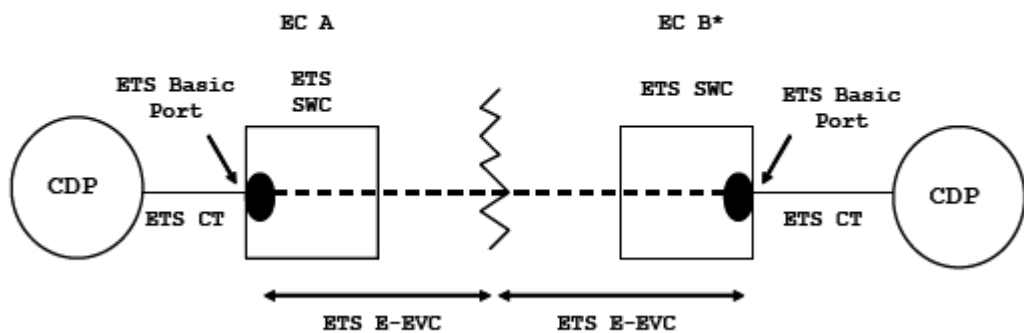 EC A
EC B*
ETS
SWC
ETS SWC
ETS Basic
Port
ETS Basic
Port
CDP
CDP
ETS CT
ETS CT
ETS E-EVC
ETS E-EVC